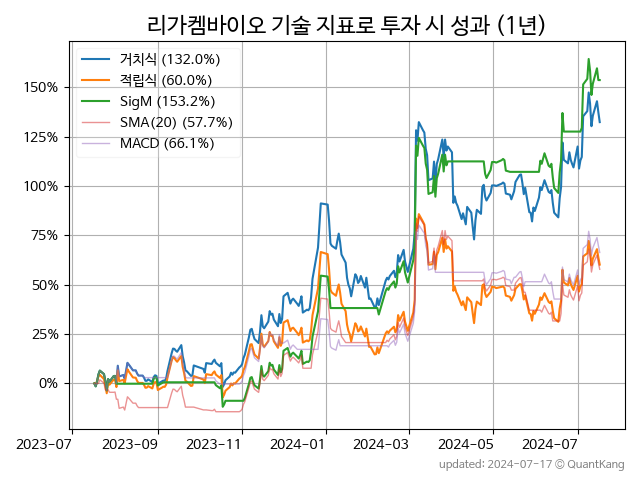 리가켐바이오 기술 지표로 투자 시 성과 (1년)
거치식 (132.0%)
적립식 (60.0%)
SigM (153.2%)
SMA(20) (57.7%)
MACD (66.1%)
150%
125%
100%
75%
50%
25%
0%
2023-07 2023-09 2023-11 2024-01 2024-03 2024-05 2024-07
updated: 2024-07-17 © QuantKang